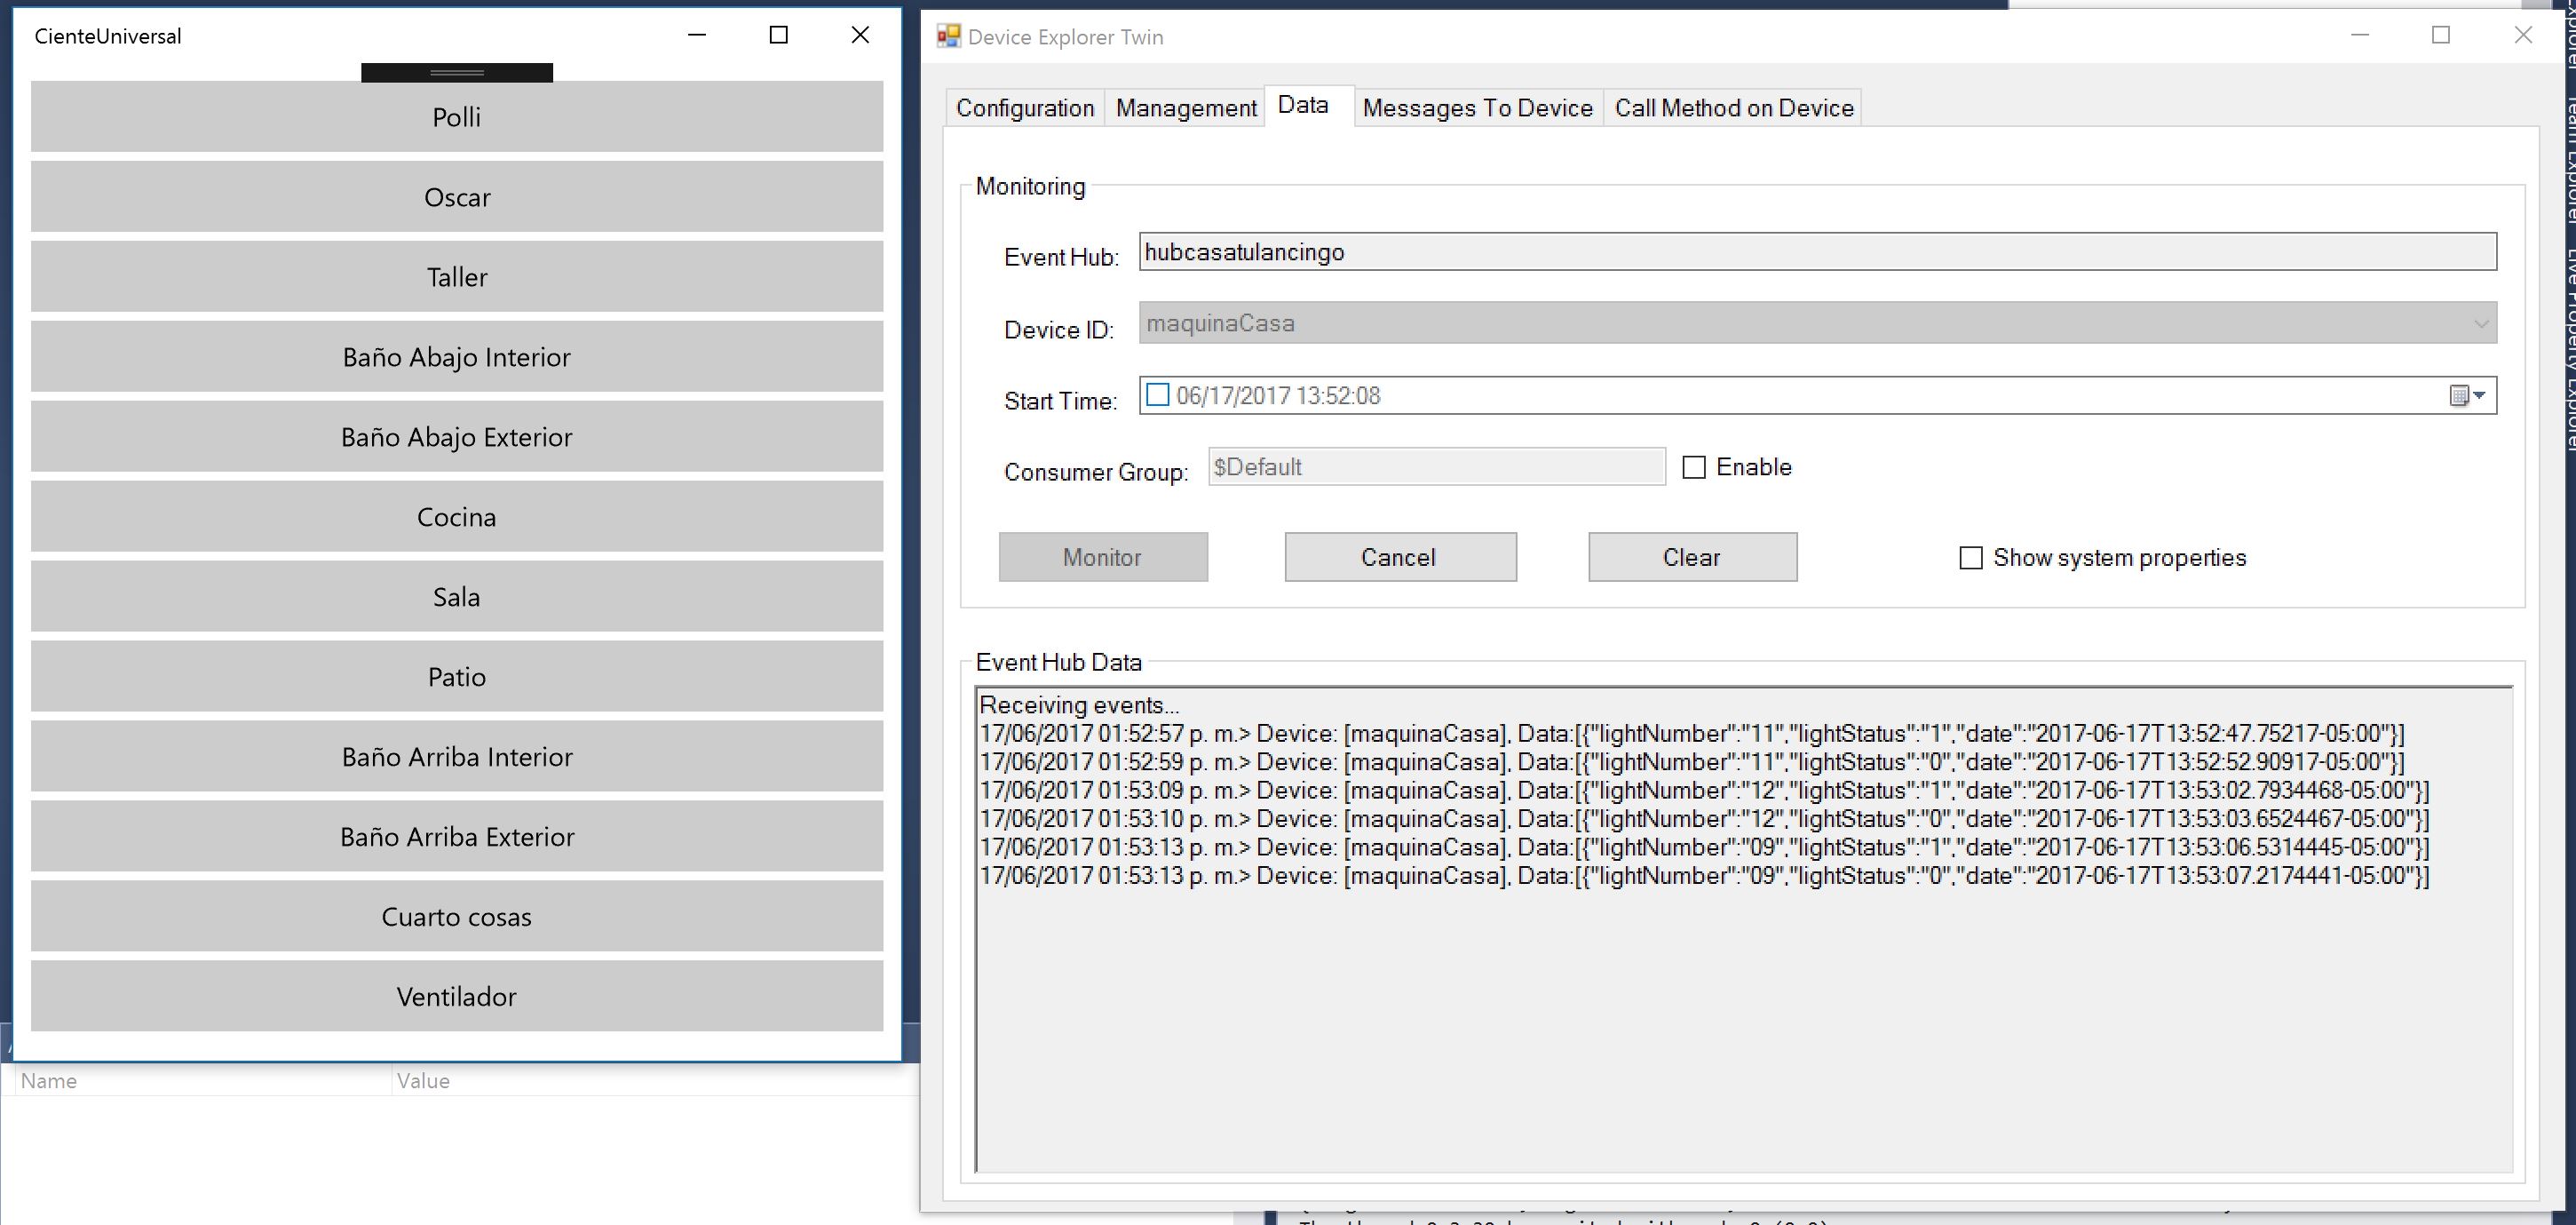 CienteUniversal
Polli
Oscar
Taller
Baño Abajo Interior
Baño Abajo Exterior
Cocina
Sala
Patio
Baño Arriba Interior
Baño Arriba Exterior
Cuarto cosas
Ventilador
Name Value
Device Explorer Twin
Configuration Management Data Messages To Device Call Method on Device
Monitoring
Event Hub: hubcasatulancingo
Device ID: maquinaCasa
Start Time: 06/17/2017 13:52:08
Consumer Group: $Default Enable
Monitor Cancel Clear Show system properties
Event Hub Data
Receiving events...
17/06/2017 01:52:57 p. m.> Device: [maquinaCasa], Data:[{"lightNumber":"11","lightStatus":"1","date":"2017-06-17T13:52:47.75217-05:00"}]
17/06/2017 01:52:59 p. m.> Device: [maquinaCasa], Data:[{"lightNumber":"11","lightStatus":"0","date":"2017-06-17T13:52:52.90917-05:00"}]
17/06/2017 01:53:09 p. m.> Device: [maquinaCasa], Data:[{"lightNumber":"12","lightStatus":"1","date":"2017-06-17T13:53:02.7934468-05:00"}]
17/06/2017 01:53:10 p. m.> Device: [maquinaCasa], Data:[{"lightNumber":"12","lightStatus":"0","date":"2017-06-17T13:53:03.6524467-05:00"}]
17/06/2017 01:53:13 p. m.> Device: [maquinaCasa], Data:[{"lightNumber":"09","lightStatus":"1","date":"2017-06-17T13:53:06.5314445-05:00"}]
17/06/2017 01:53:13 p. m.> Device: [maquinaCasa], Data:[{"lightNumber":"09","lightStatus":"0","date":"2017-06-17T13:53:07.2174441-05:00"}]
Explorer
Team Explorer
Live Property Explorer